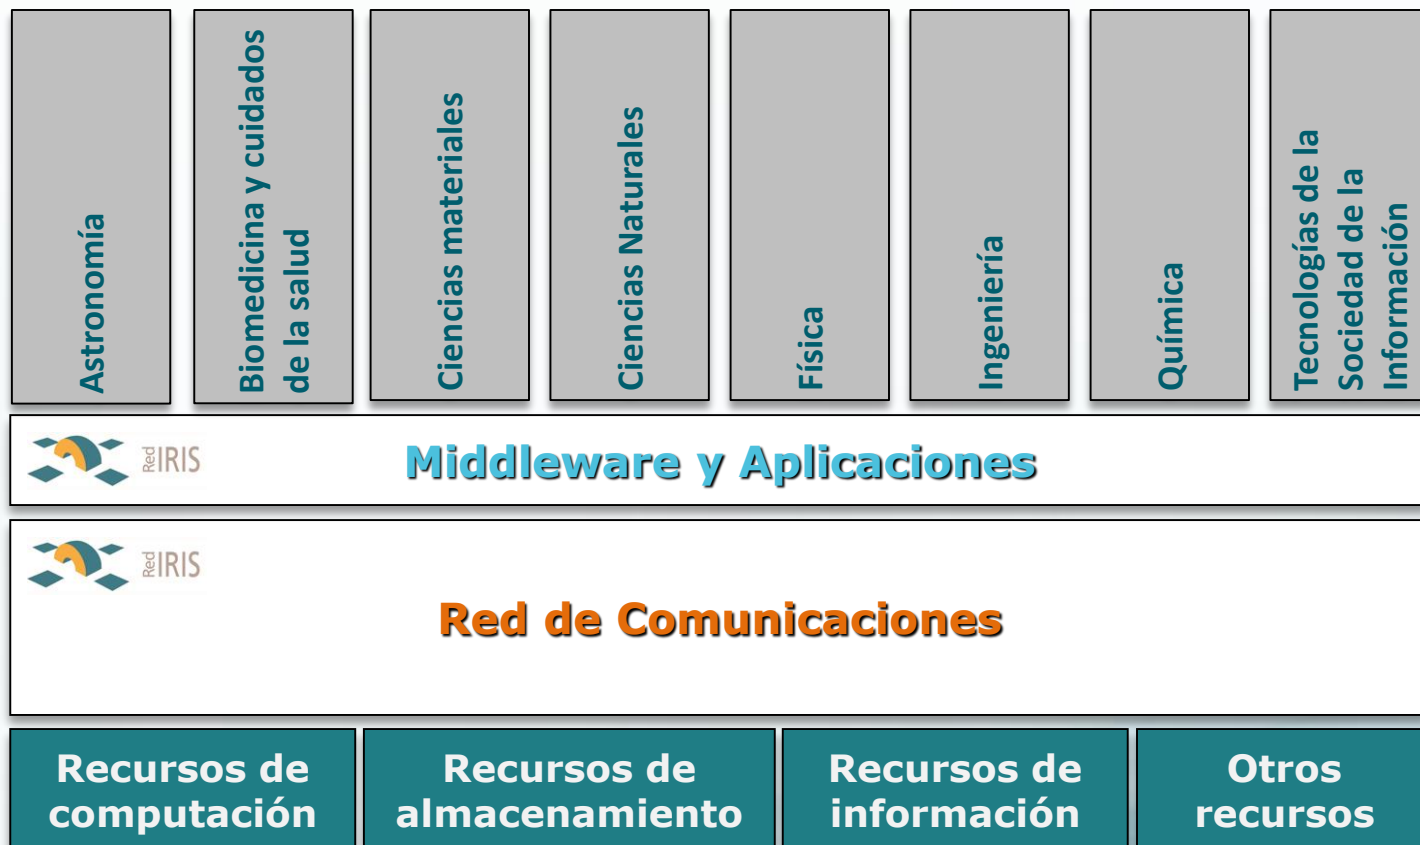 Astronomía
Biomedicina y cuidados
de la salud
Ciencias materiales
Ciencias Naturales
Física
Ingeniería
Química
Tecnologías de la
Sociedad de la
Información
Red IRIS
Middleware y Aplicaciones
Red IRIS
Red de Comunicaciones
Recursos de
computación
Recursos de
almacenamiento
Recursos de
información
Otros
recursos